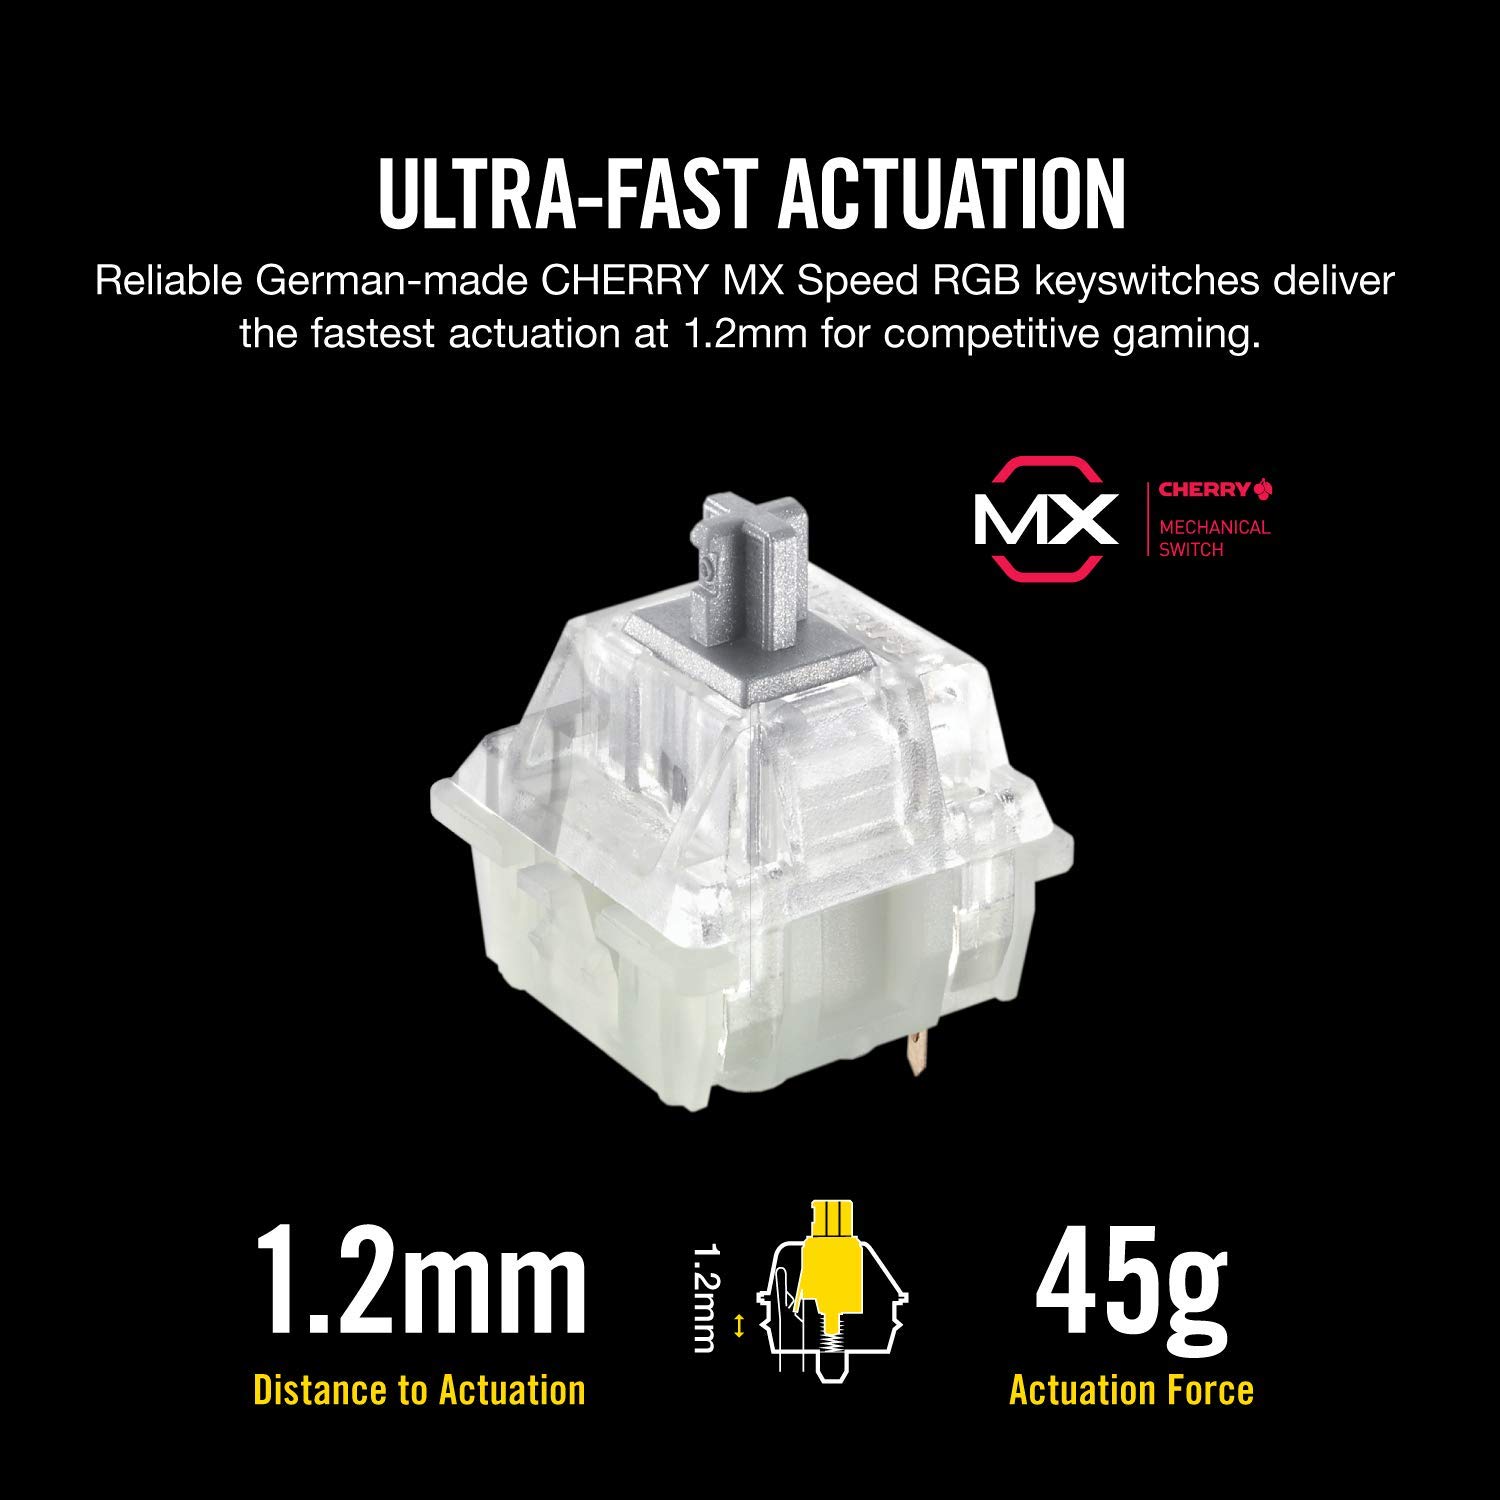 ULTRA-FAST ACTUATION
Reliable German-made CHERRY MX Speed RGB keyswitches deliver
the fastest actuation at 1.2mm for competitive gaming.
MX
CHERRY
MECHANICAL
SWITCH
1.2mm
Distance to Actuation
1.2mm
45g
Actuation Force